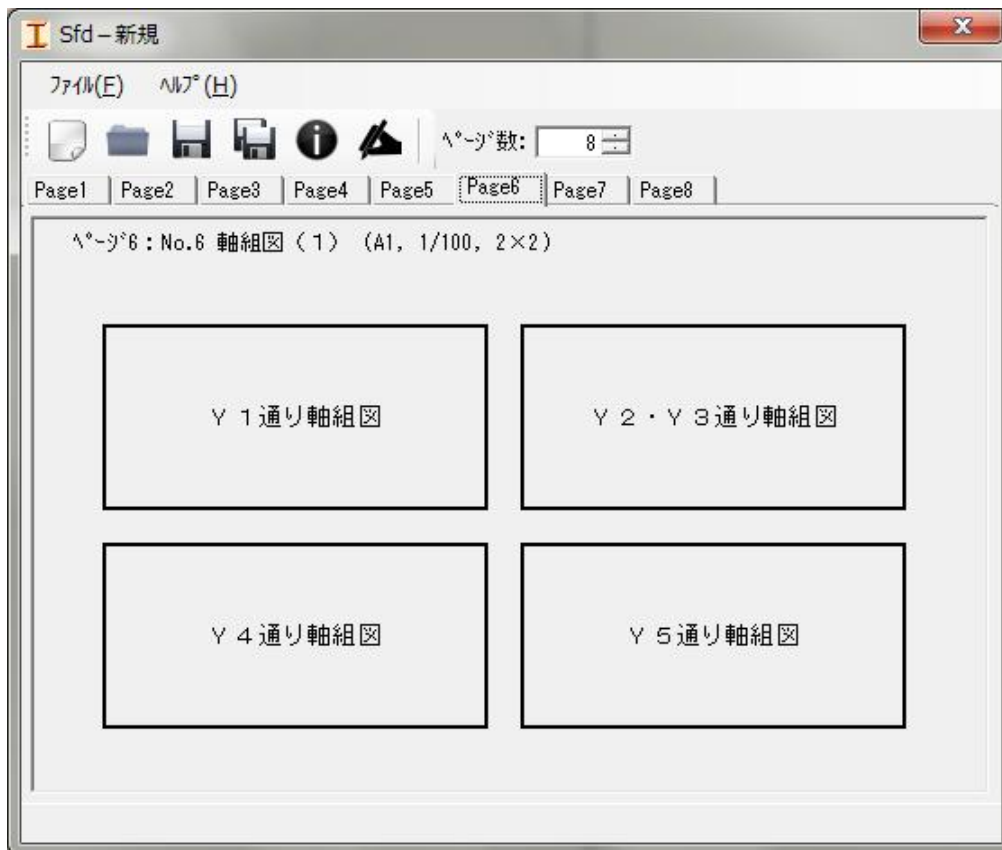 Sfd－新規
ﾌｧｲﾙ(F) ﾍﾙﾌﾟ(H)
ﾍﾟｰｼﾞ数: 8
Page1 Page2 Page3 Page4 Page5 Page6 Page7 Page8
ﾍﾟｰｼﾞ6：No.6 軸組図（１） (A1, 1/100, 2×2)
Ｙ１通り軸組図 Ｙ２・Ｙ３通り軸組図
Ｙ４通り軸組図 Ｙ５通り軸組図